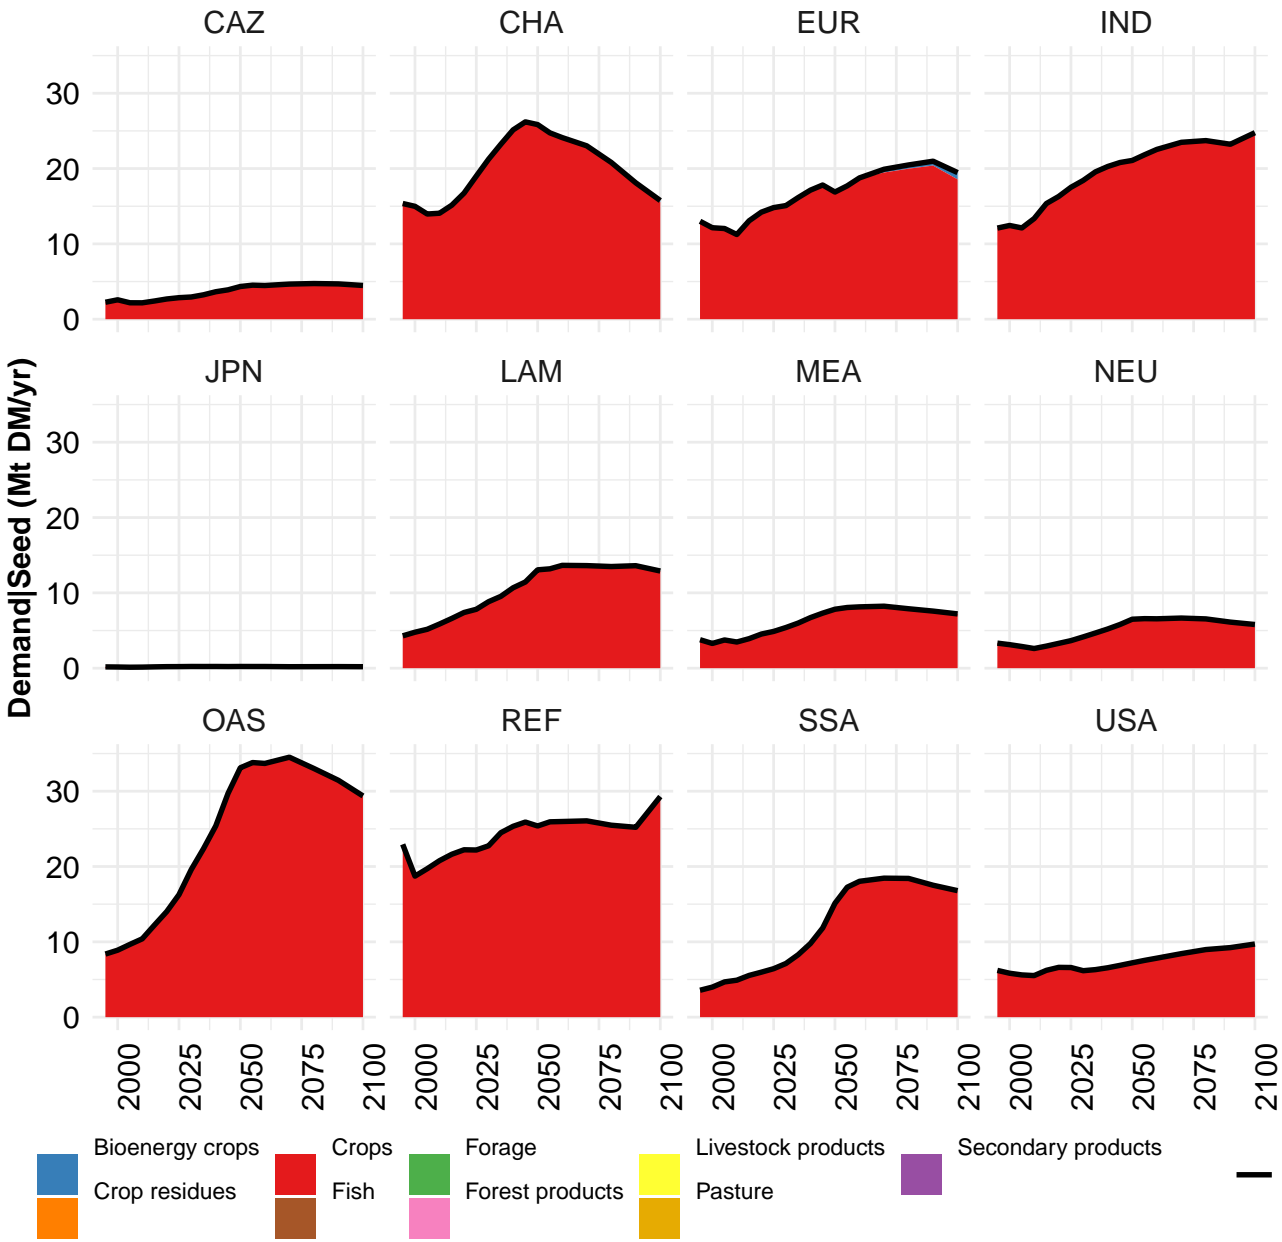 CAZ CHA EUR IND
30
20
10
0
JPN LAM MEA NEU
30
20
10
0
OAS REF SSA USA
30
20
10
0
Demand|Seed (Mt DM/yr)
2000 2025 2050 2075 2100 2000 2025 2050 2075 2100 2000 2025 2050 2075 2100 2000 2025 2050 2075 2100
Bioenergy crops Crops Forage Livestock products Secondary products
Crop residues Fish Forest products Pasture